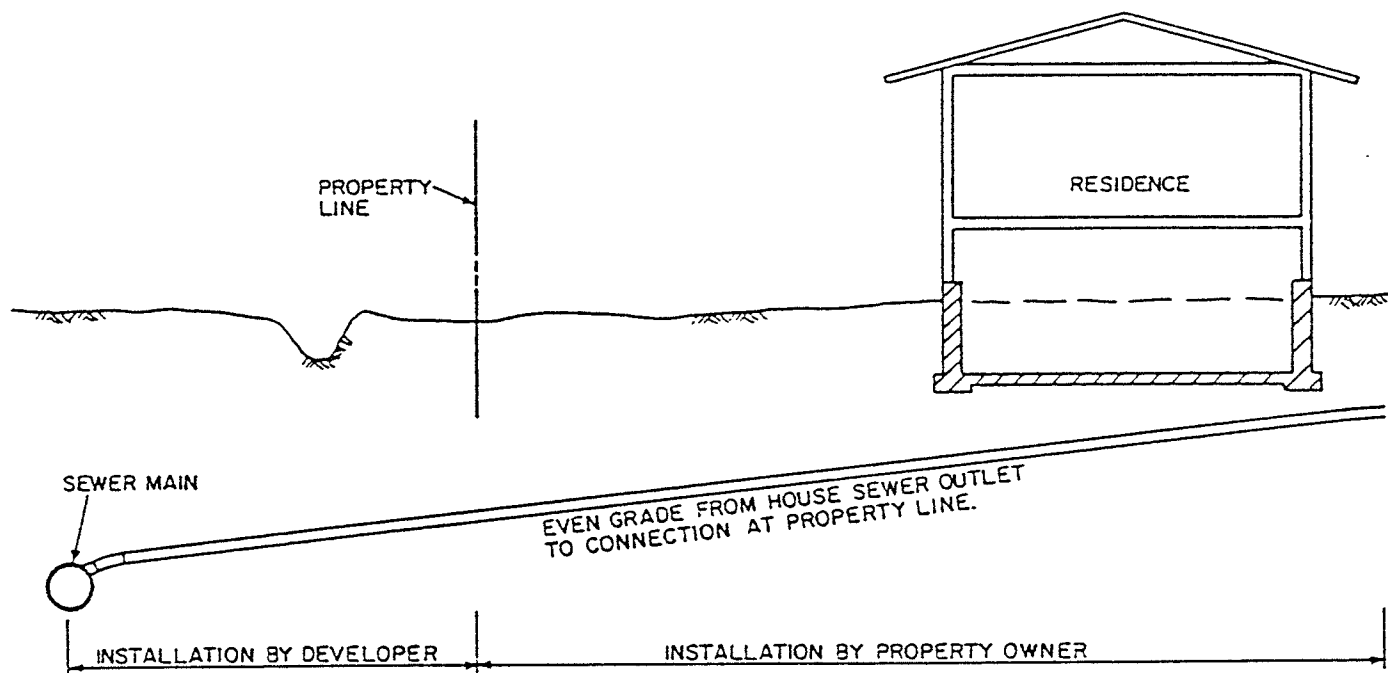 PROPERTY
LINE
RESIDENCE
SEWER MAIN
EVEN GRADE FROM HOUSE SEWER OUTLET
TO CONNECTION AT PROPERTY LINE.
INSTALLATION BY DEVELOPER
INSTALLATION BY PROPERTY OWNER